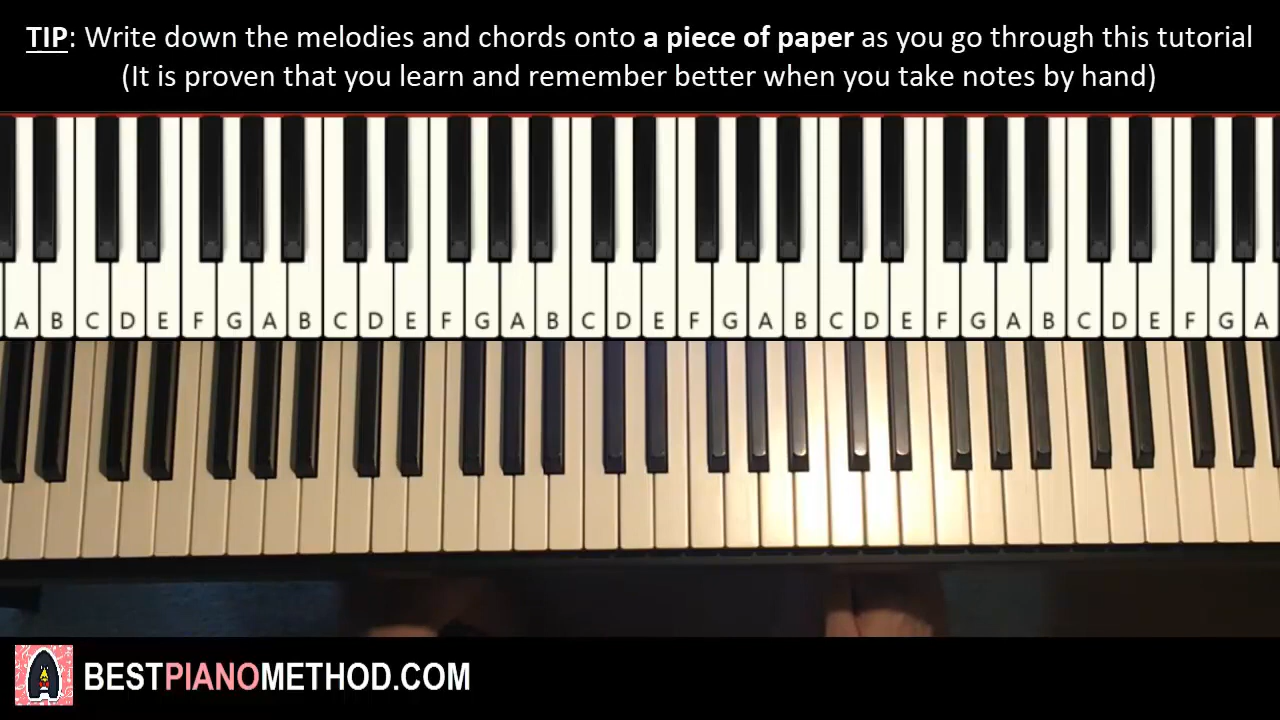 TIP: Write down the melodies and chords onto a piece of paper as you go through this tutorial
(It is proven that you learn and remember better when you take notes by hand)
A B C D E F G A B C D E F G A B C D E F G A B C D E F G A B C D E F G A
BESTPIANOMETHOD.COM